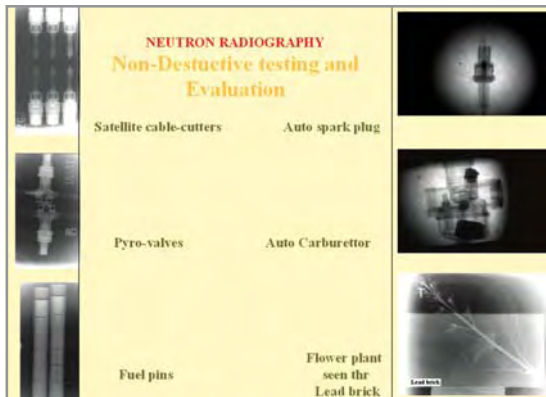 NEUTRON RADIOGRAPHY
Non-Destuctive testing and
Evaluation
Satellite cable-cutters
Auto spark plug
Pyro-valves
Auto Carburettor
Fuel pins
Flower plant
seen thr
Lead brick
Lead brick